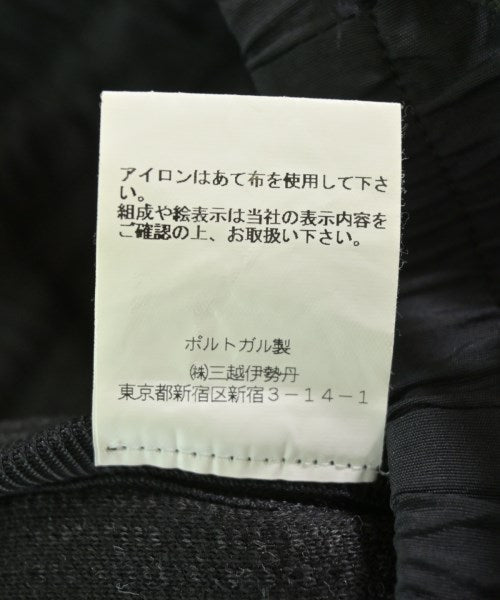 アイロンはあて布を使用して下さ
い。
組成や絵表示は当社の表示内容を
ご確認の上、お取扱い下さい。
ポルトガル製
㈱三越伊勢丹
東京都新宿区新宿３－１４－１